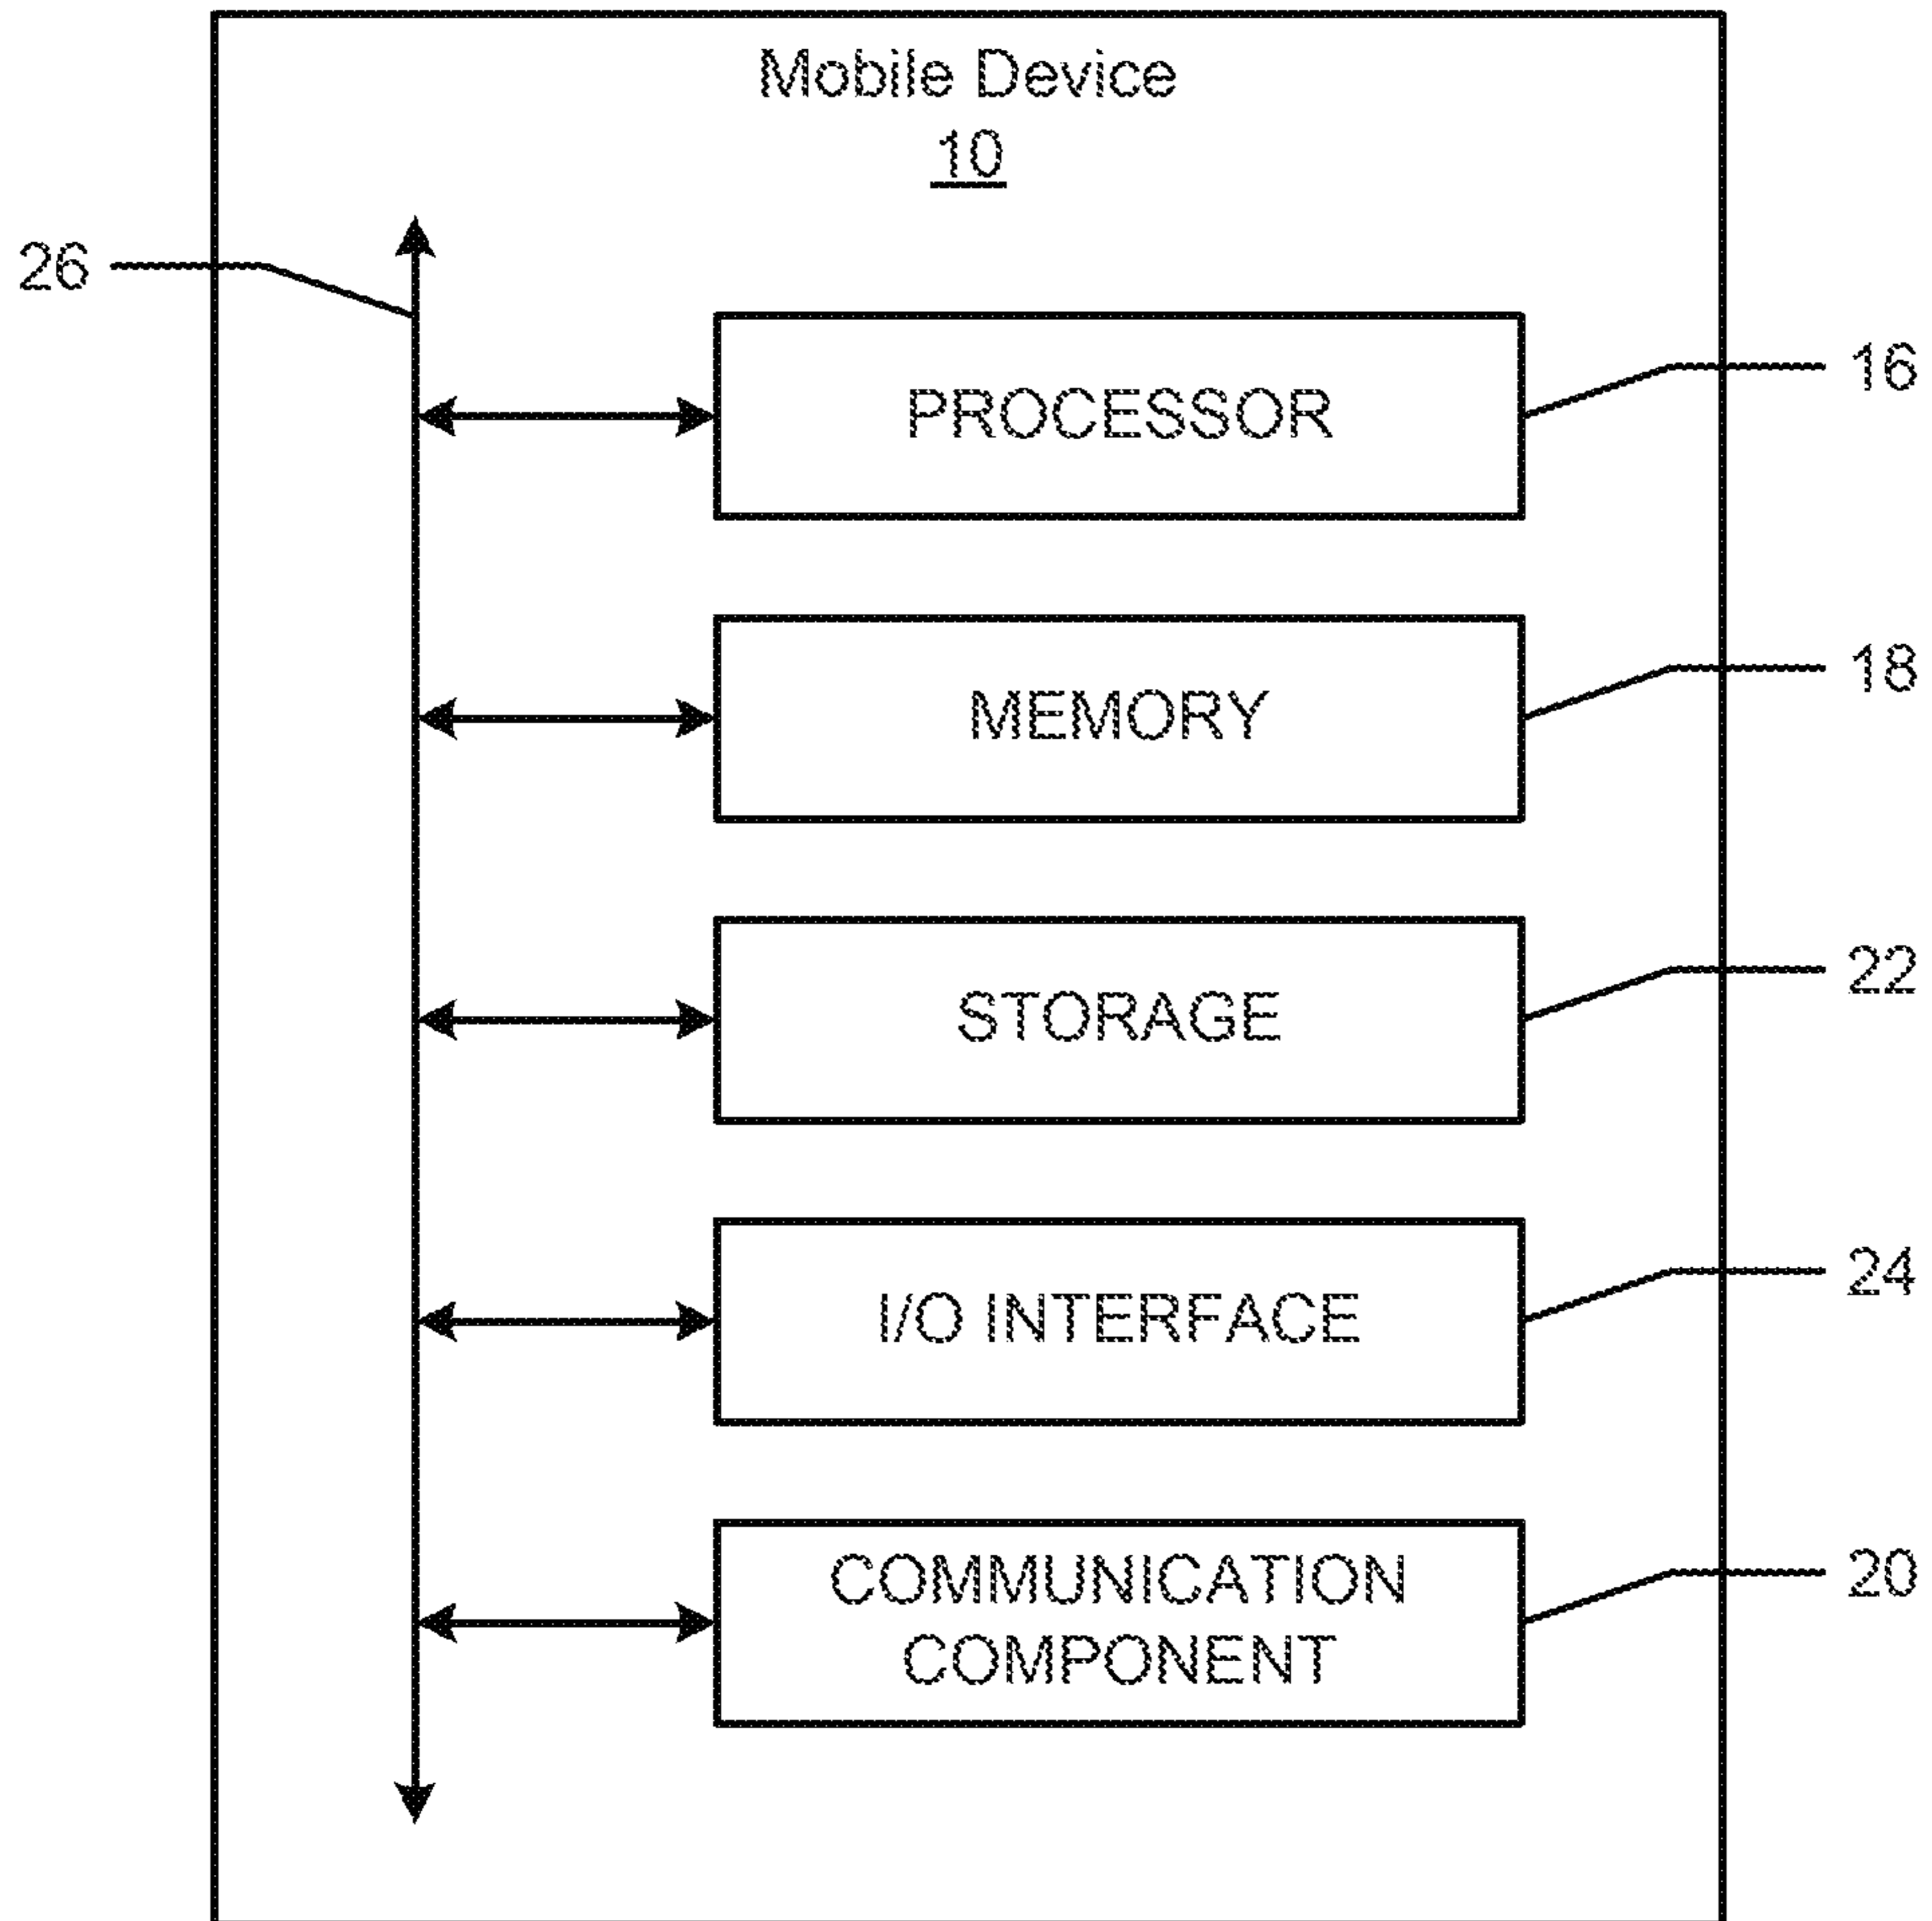 Mobile Device
10
26
PROCESSOR
16
MEMORY
18
STORAGE
22
I/O INTERFACE
24
COMMUNICATION
COMPONENT
20